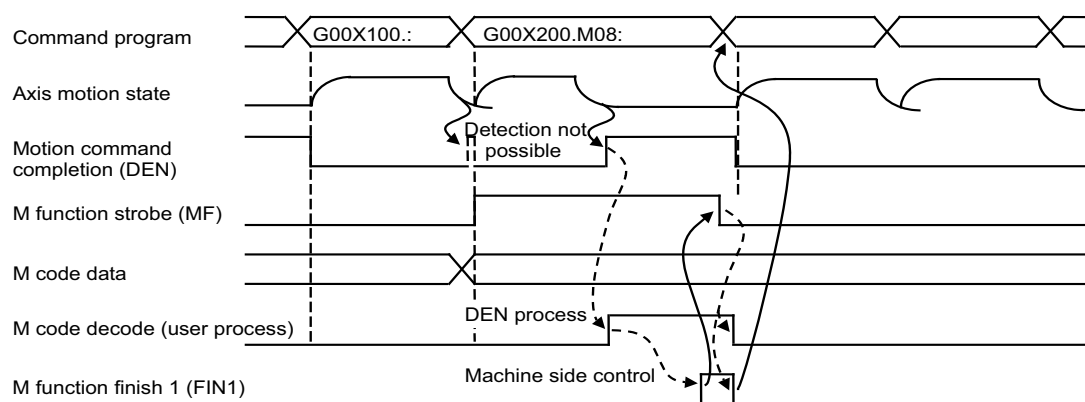 Command program
G00X100.:
G00X200.M08:
Axis motion state
Motion command
completion (DEN)
Detection not
possible
M function strobe (MF)
M code data
M code decode (user process)
DEN process
M function finish 1 (FIN1)
Machine side control